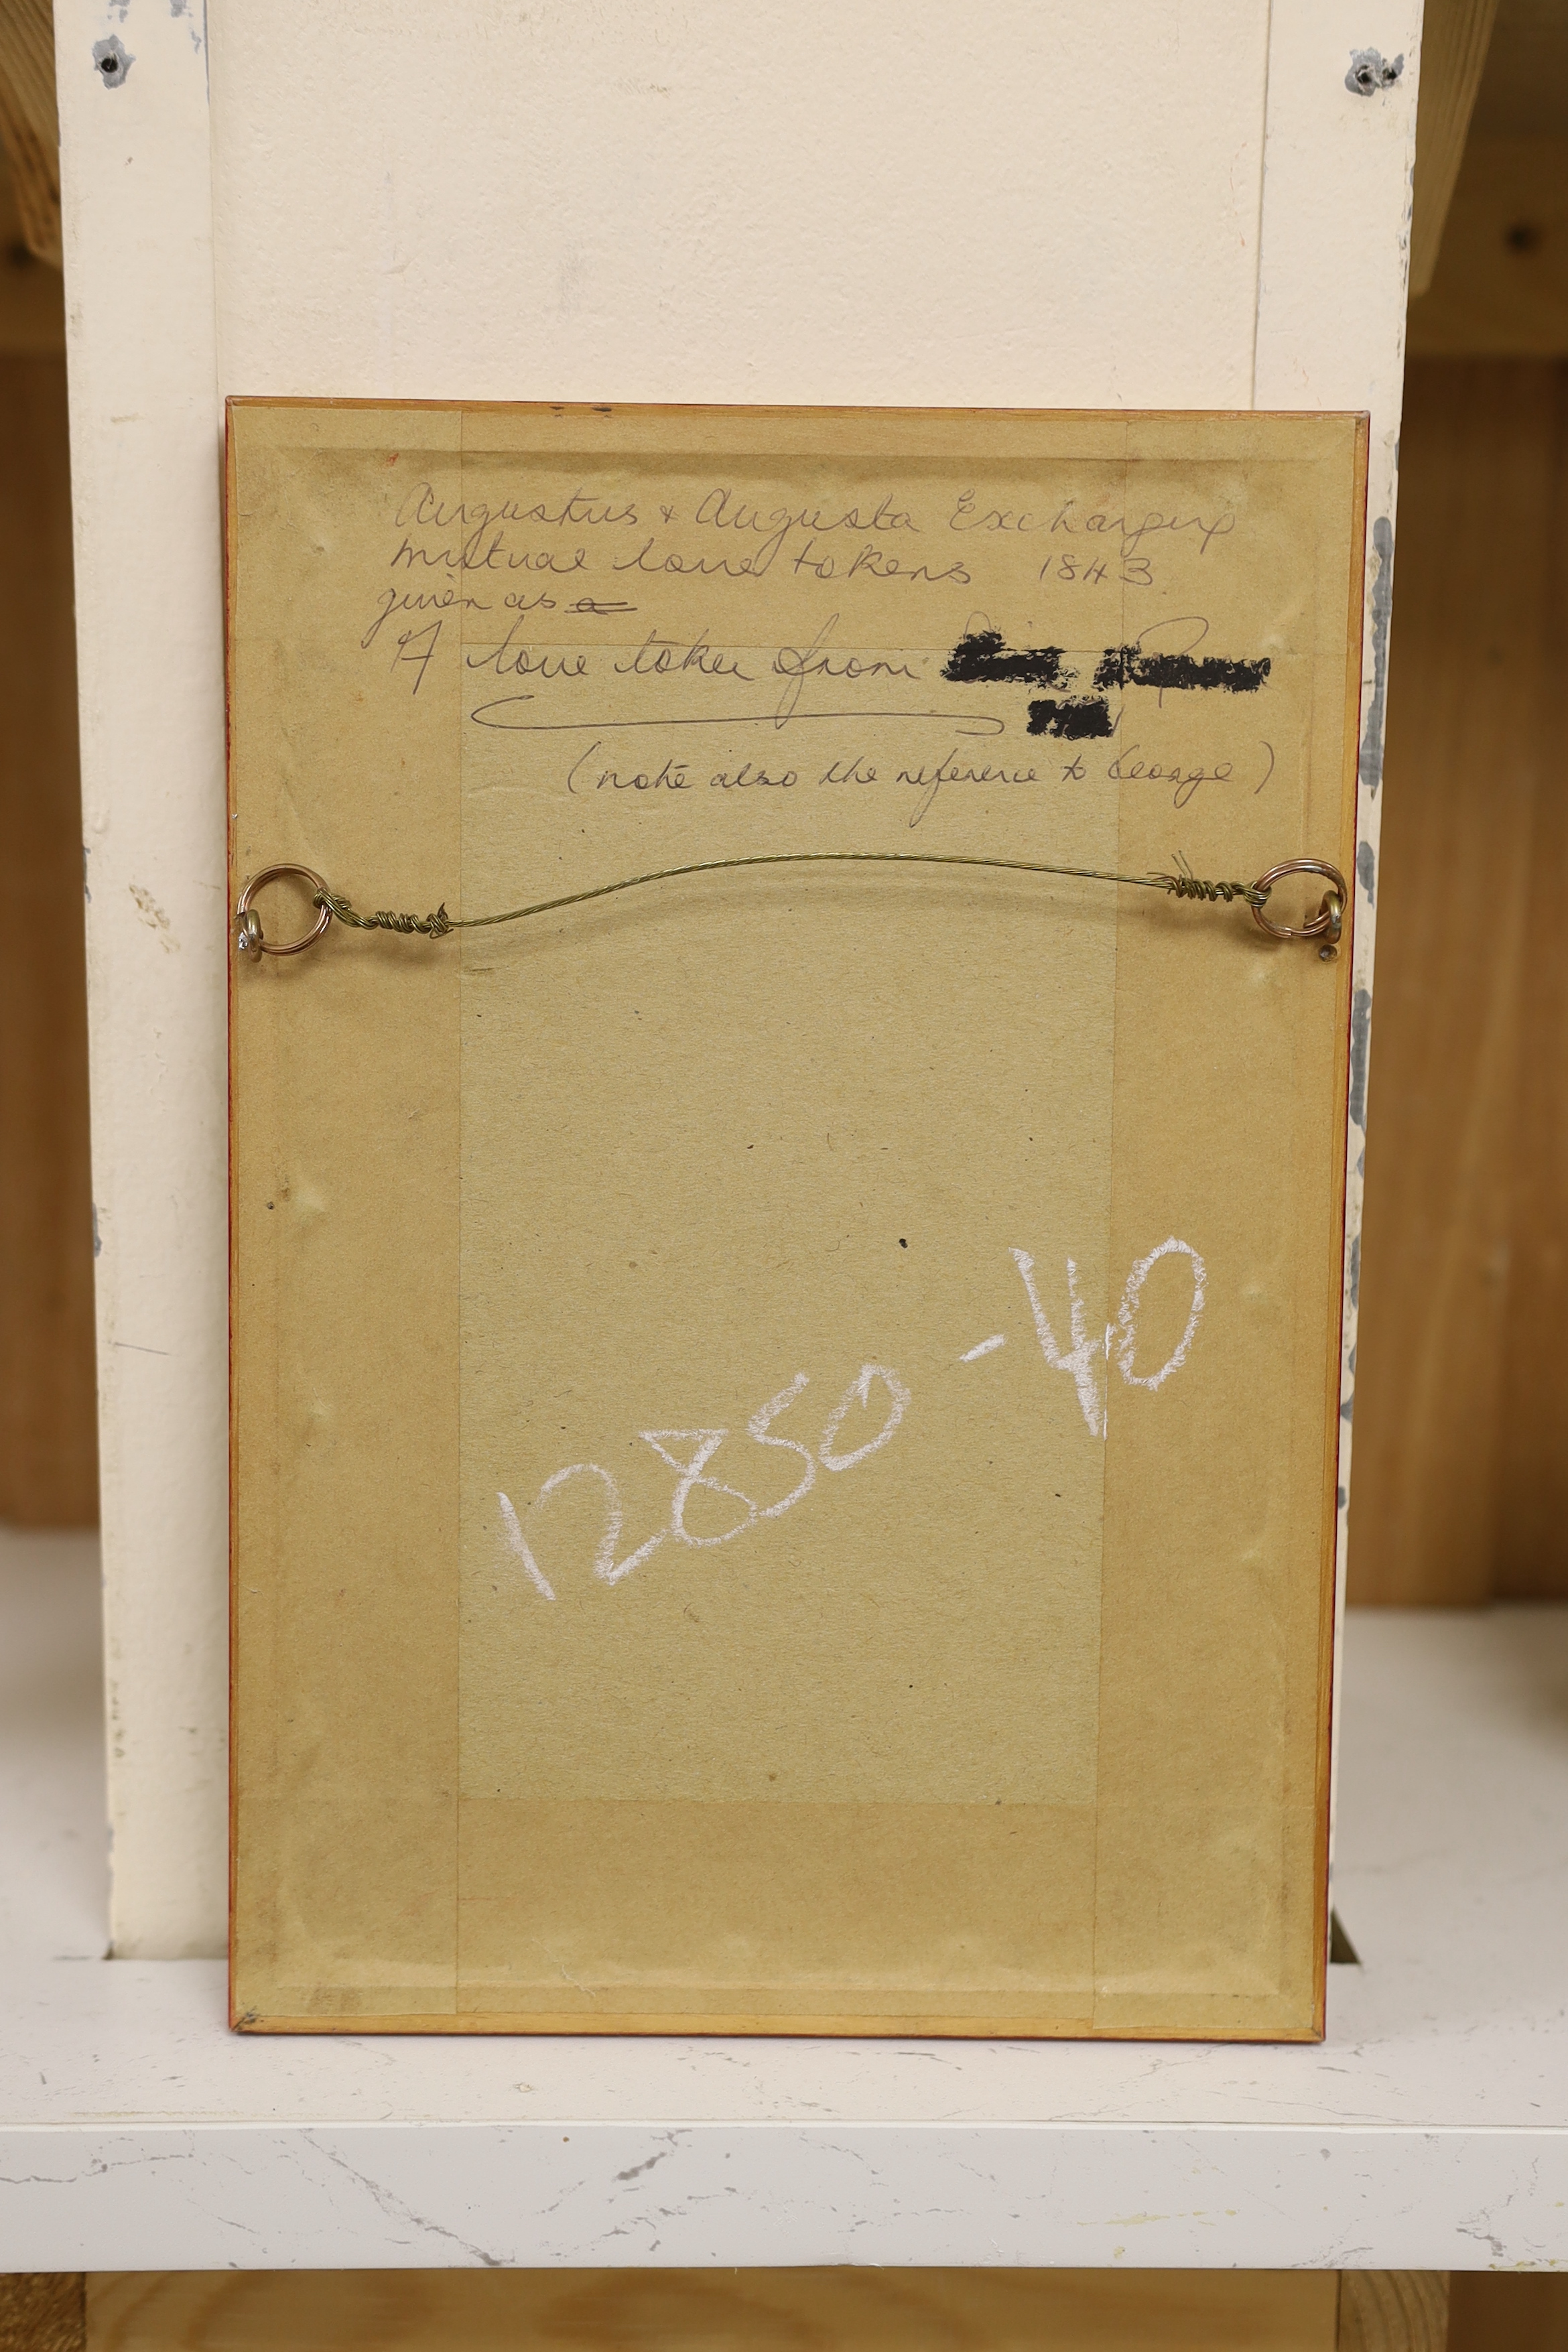 Augustus + Augusta Exchanging
mutual love tokens 1843
given as a
A love token from
(note also the reference to George)
12850-40